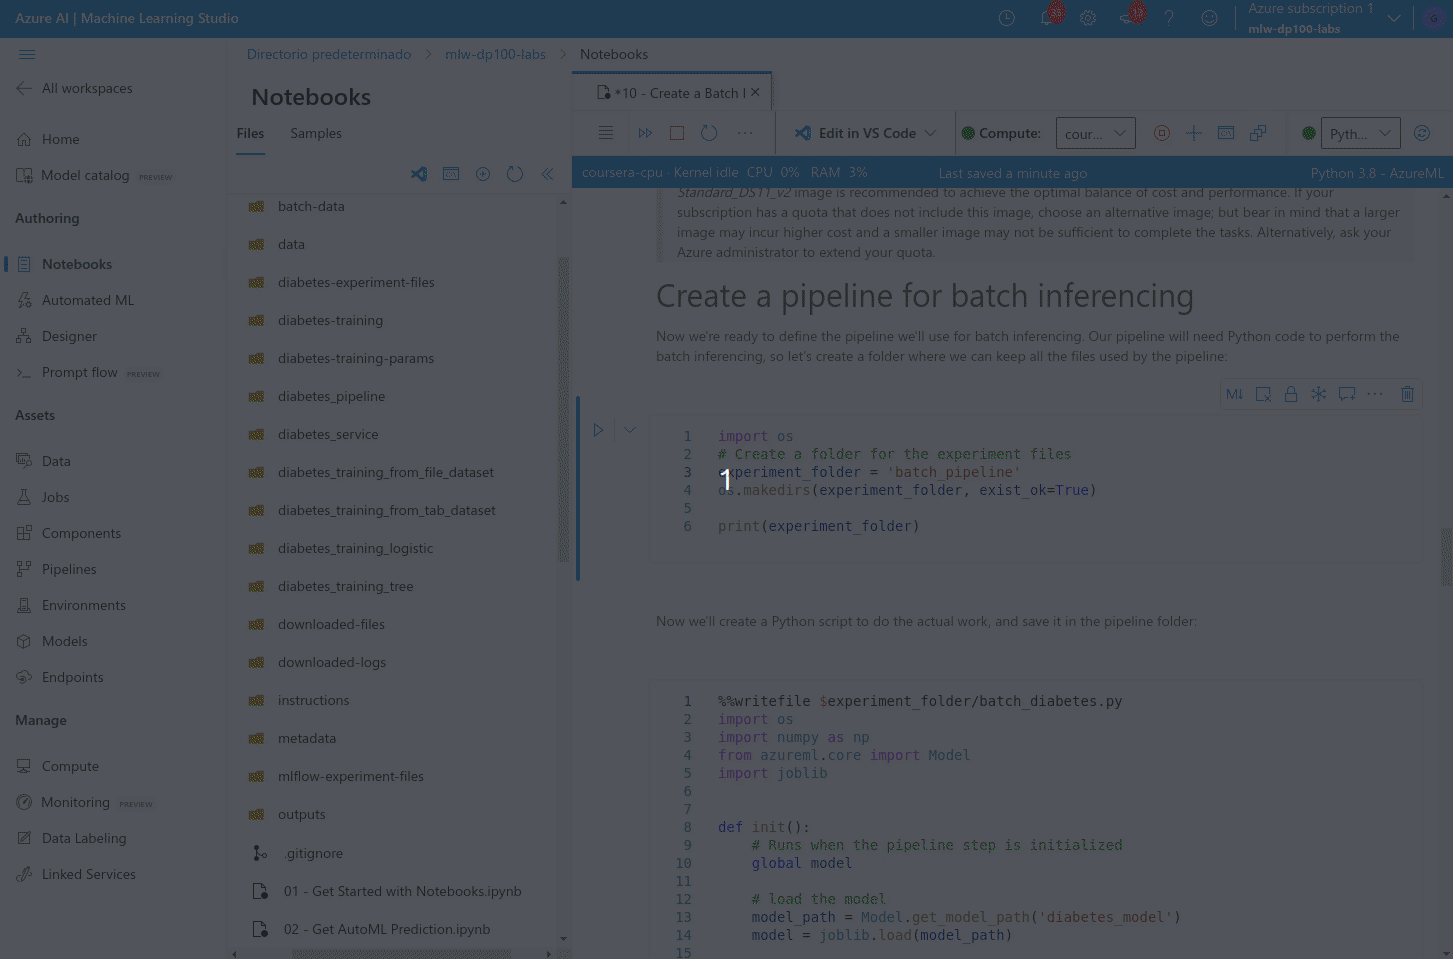 Azure AI | Machine Learning Studio
33
17
Azure subscription 1
mlw-dp100-labs
G
All workspaces
Home
Model catalog PREVIEW
Authoring
Notebooks
Automated ML
Designer
Prompt flow PREVIEW
Assets
Data
Jobs
Components
Pipelines
Environments
Models
Endpoints
Manage
Compute
Monitoring PREVIEW
Data Labeling
Linked Services
Directorio predeterminado > mlw-dp100-labs > Notebooks
Notebooks
Files Samples
batch-data
data
diabetes-experiment-files
diabetes-training
diabetes-training-params
diabetes_pipeline
diabetes_service
diabetes_training_from_file_dataset
diabetes_training_from_tab_dataset
diabetes_training_logistic
diabetes_training_tree
downloaded-files
downloaded-logs
instructions
metadata
mlflow-experiment-files
outputs
.gitignore
01 - Get Started with Notebooks.ipynb
02 - Get AutoML Prediction.ipynb
*10 - Create a Batch I
Edit in VS Code Compute: cour... Pyth...
coursera-cpu · Kernel idle CPU 0% RAM 3% Last saved a minute ago Python 3.8 - AzureML
Standard_DS11_v2 image is recommended to achieve the optimal balance of cost and performance. If your
subscription has a quota that does not include this image, choose an alternative image; but bear in mind that a larger
image may incur higher cost and a smaller image may not be sufficient to complete the tasks. Alternatively, ask your
Azure administrator to extend your quota.
Create a pipeline for batch inferencing
Now we're ready to define the pipeline we'll use for batch inferencing. Our pipeline will need Python code to perform the
batch inferencing, so let's create a folder where we can keep all the files used by the pipeline:
M↓
1 import os
2 # Create a folder for the experiment files
3 experiment_folder = 'batch_pipeline'
1
4 os.makedirs(experiment_folder, exist_ok=True)
5
6 print(experiment_folder)
Now we'll create a Python script to do the actual work, and save it in the pipeline folder:
1 %%writefile $experiment_folder/batch_diabetes.py
2 import os
3 import numpy as np
4 from azureml.core import Model
5 import joblib
6
7
8 def init():
9 # Runs when the pipeline step is initialized
10 global model
11
12 # load the model
13 model_path = Model.get_model_path('diabetes_model')
14 model = joblib.load(model_path)
15